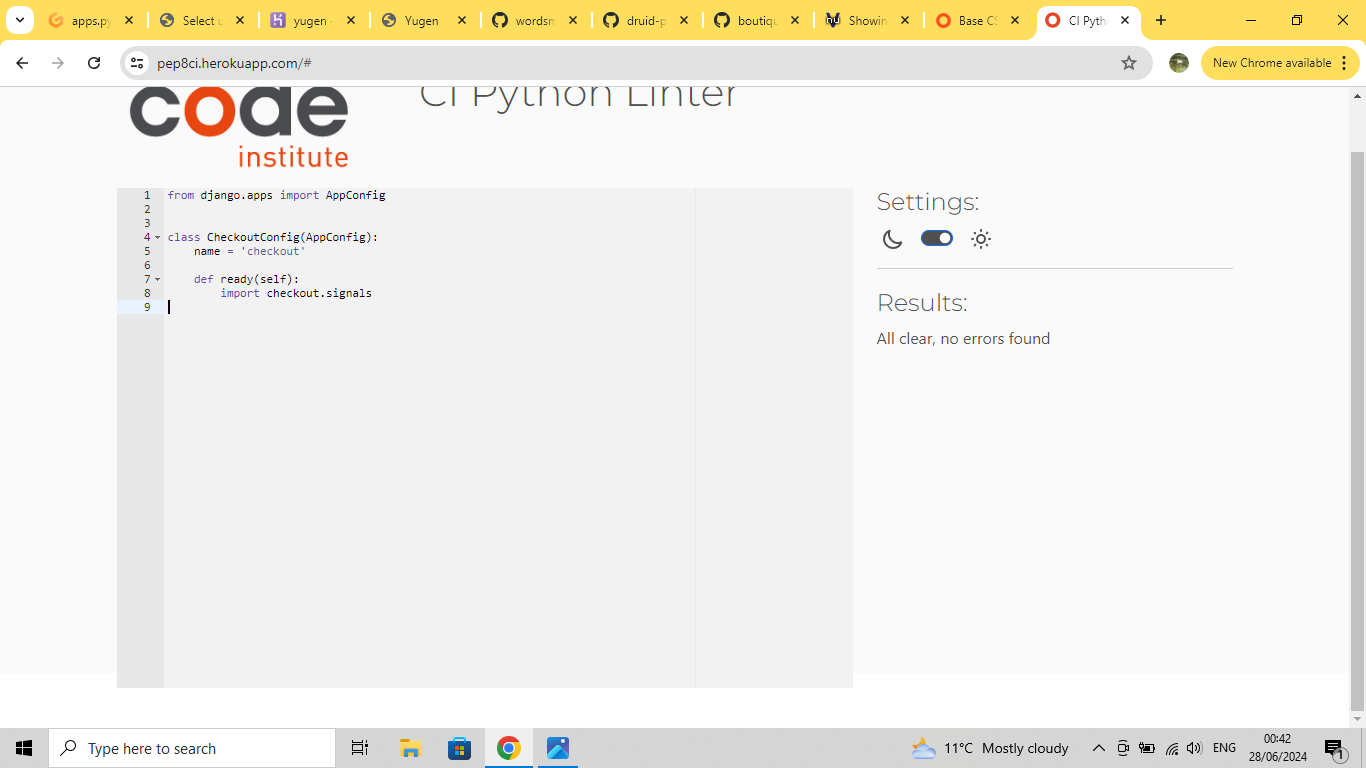 apps.py
Select u
yugen
Yugen
wordsm
druid-p
boutiqu
Showin
Base CS
CI Pyth
pep8ci.herokuapp.com/#
New Chrome available
code
institute
CI Python Linter
1 from django.apps import AppConfig
2
3
4 class CheckoutConfig(AppConfig):
5 name = 'checkout'
6
7 def ready(self):
8 import checkout.signals
9
Settings:
Results:
All clear, no errors found
Type here to search
11°C Mostly cloudy
ENG
00:42
28/06/2024
1